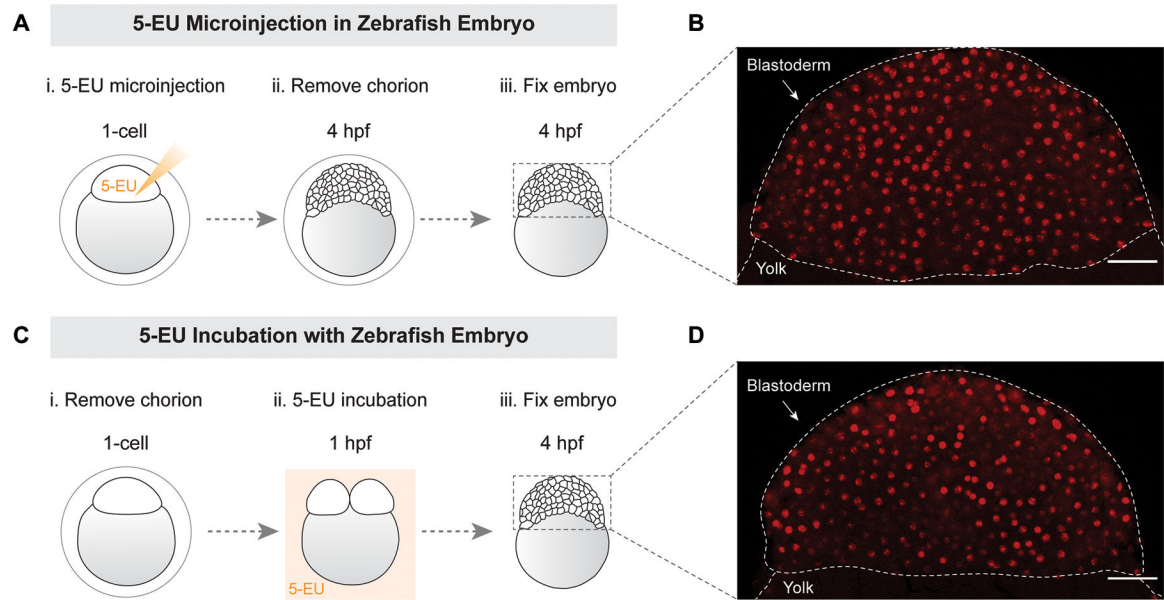 A
5-EU Microinjection in Zebrafish Embryo
i. 5-EU microinjection
ii. Remove chorion
iii. Fix embryo
1-cell
4 hpf
4 hpf
5-EU
B
Blastoderm
Yolk
C
5-EU Incubation with Zebrafish Embryo
i. Remove chorion
ii. 5-EU incubation
iii. Fix embryo
1-cell
1 hpf
4 hpf
5-EU
D
Blastoderm
Yolk